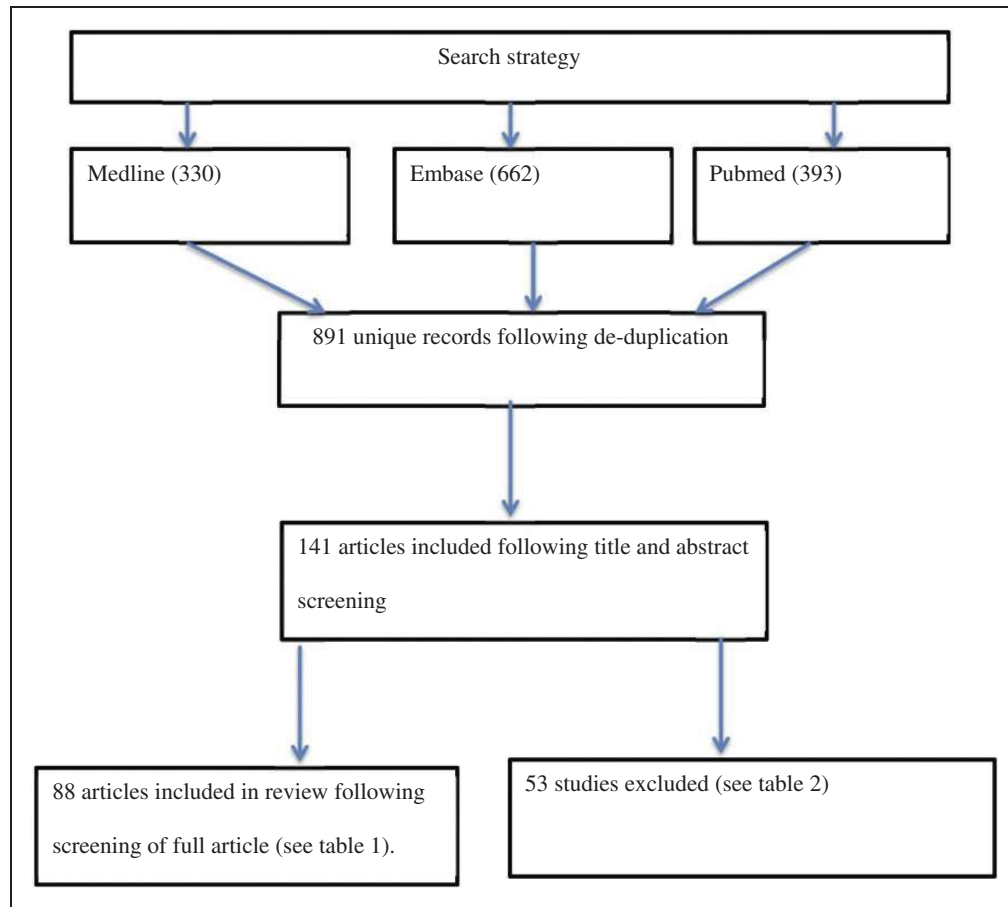 Search strategy
Medline (330)
Embase (662)
Pubmed (393)
891 unique records following de-duplication
141 articles included following title and abstract
screening
88 articles included in review following
screening of full article (see table 1).
53 studies excluded (see table 2)